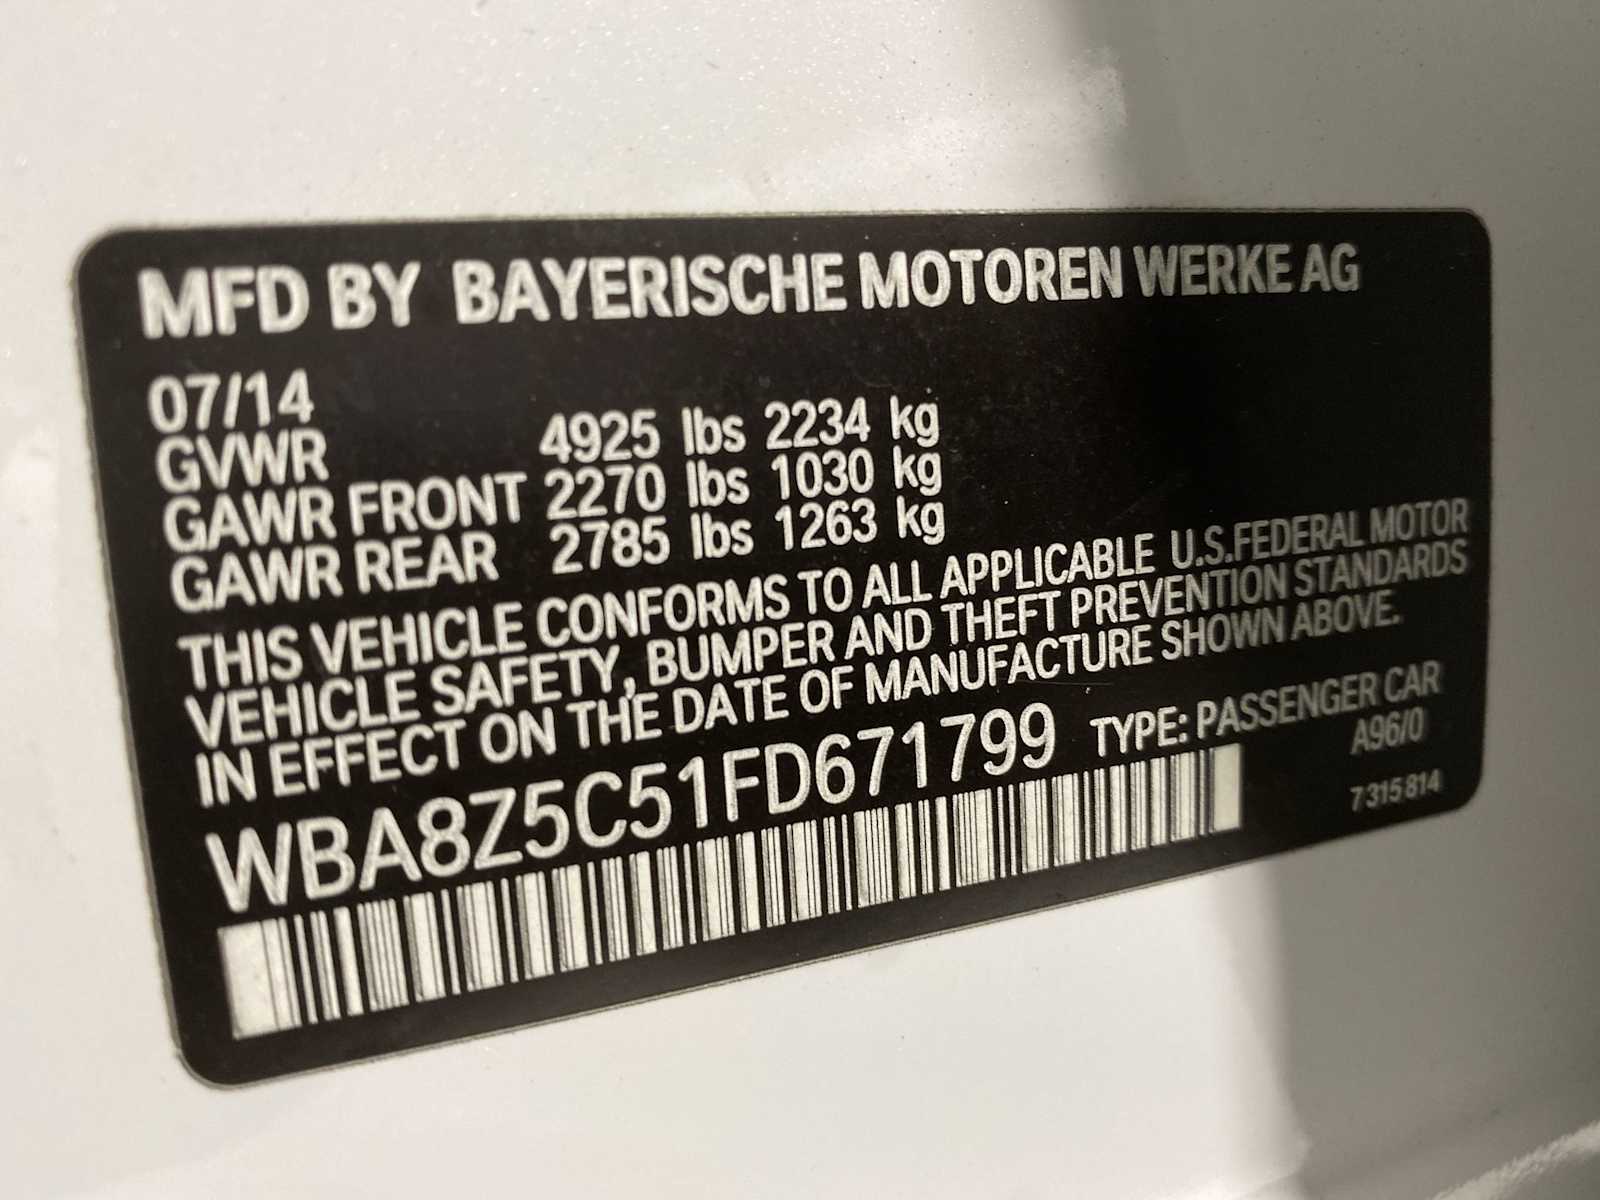 MFD BY BAYERISCHE MOTOREN WERKE AG
07/14
GVWR 4925 lbs 2234 kg
GAWR FRONT 2270 lbs 1030 kg
GAWR REAR 2785 lbs 1263 kg
THIS VEHICLE CONFORMS TO ALL APPLICABLE U.S.FEDERAL MOTOR
VEHICLE SAFETY, BUMPER AND THEFT PREVENTION STANDARDS
IN EFFECT ON THE DATE OF MANUFACTURE SHOWN ABOVE.
WBA8Z5C51FD671799 TYPE: PASSENGER CAR
A96/0
7 315 814